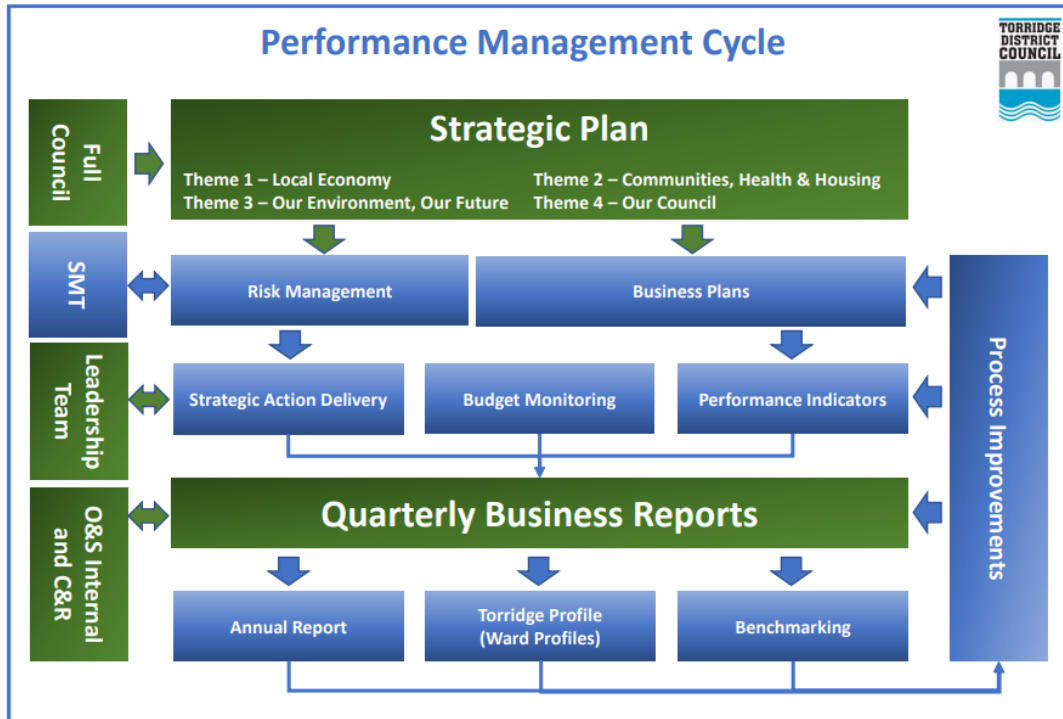 Performance Management Cycle
TORRIDGE
DISTRICT
COUNCIL
Full
Council
Strategic Plan
Theme 1 – Local Economy
Theme 2 – Communities, Health & Housing
Theme 3 – Our Environment, Our Future
Theme 4 – Our Council
SMT
Risk Management
Business Plans
Leadership
Team
Strategic Action Delivery
Budget Monitoring
Performance Indicators
Process Improvements
O&S Internal
and C&R
Quarterly Business Reports
Annual Report
Torridge Profile
(Ward Profiles)
Benchmarking